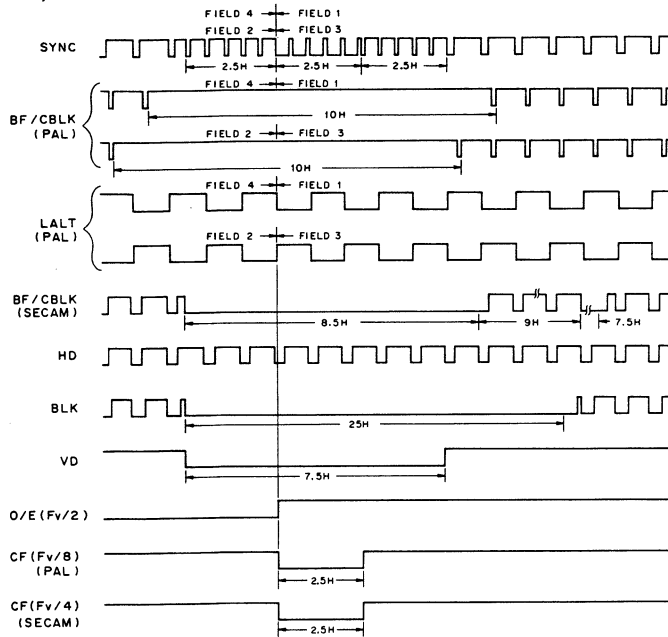 FIELD 4 FIELD 1
FIELD 2 FIELD 3
SYNC
2.5H 2.5H 2.5H
FIELD 4 FIELD 1
BF/CBLK
(PAL)
10H
FIELD 2 FIELD 3
10H
FIELD 4 FIELD 1
LALT
(PAL)
FIELD 2 FIELD 3
BF/CBLK
(SECAM)
8.5H 9H 7.5H
HD
BLK
25H
VD
7.5H
O/E(Fv/2)
CF(Fv/8)
(PAL)
2.5H
CF(Fv/4)
(SECAM)
2.5H